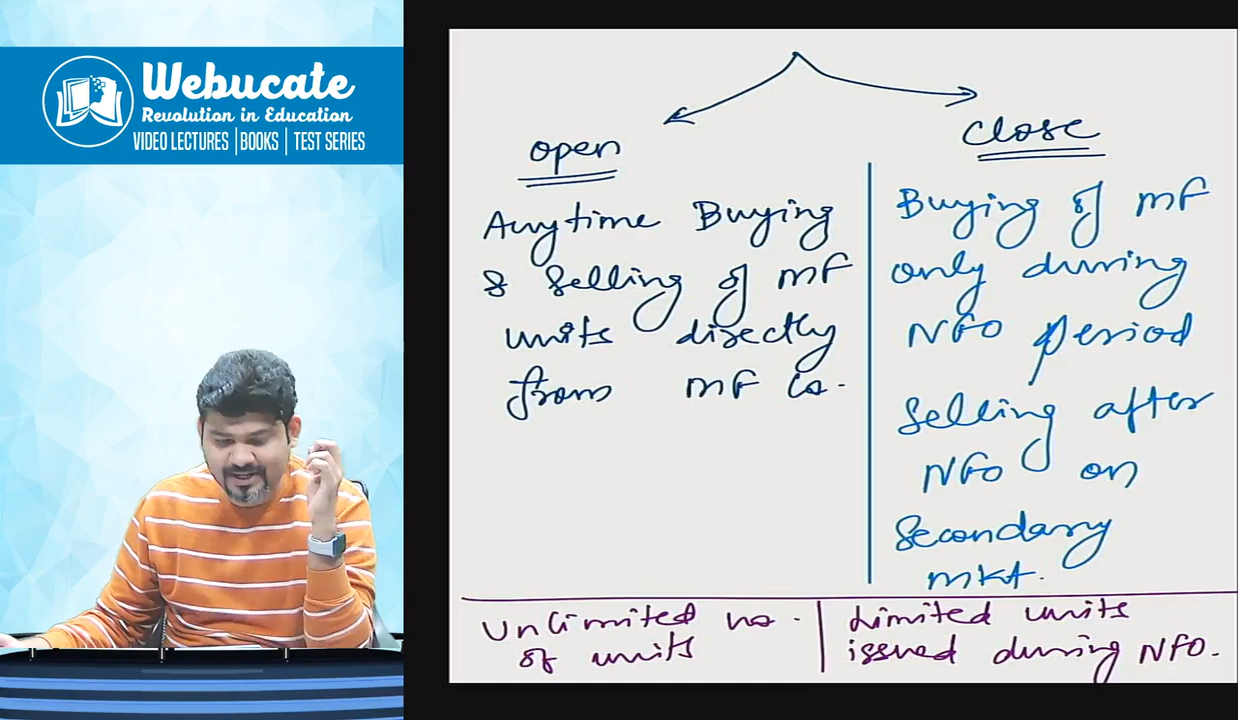 Webucate
Revolution in Education
VIDEO LECTURES | BOOKS | TEST SERIES
open
Anytime Buying
& Selling of MF
units directly
from MF Co.
Close
Buying of MF
only during
NFO period
Selling after
NFO on
Secondary
MKt.
Unlimited no.
of units
Limited units
issued during NFO.